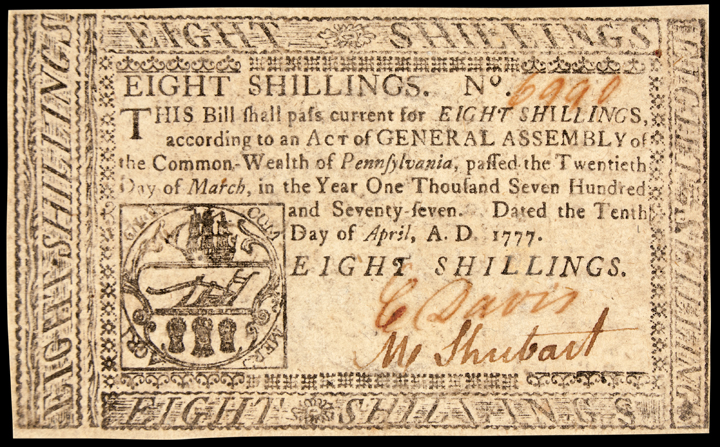 EIGHT SHILLINGS
EIGHT SHILLINGS
EIGHT SHILLINGS. No.
THIS Bill ſhall paſs current for EIGHT SHILLINGS,
according to an ACT of GENERAL ASSEMBLY of
the Common-Wealth of Pennſylvania, paſſed the Twentieth
Day of March, in the Year One Thouſand Seven Hundred
and Seventy-ſeven. Dated the Tenth
Day of April, A. D. 1777.
EIGHT SHILLINGS.
C Davis
M Shubart
EIGHT SHILLINGS
EIGHT SHILLINGS